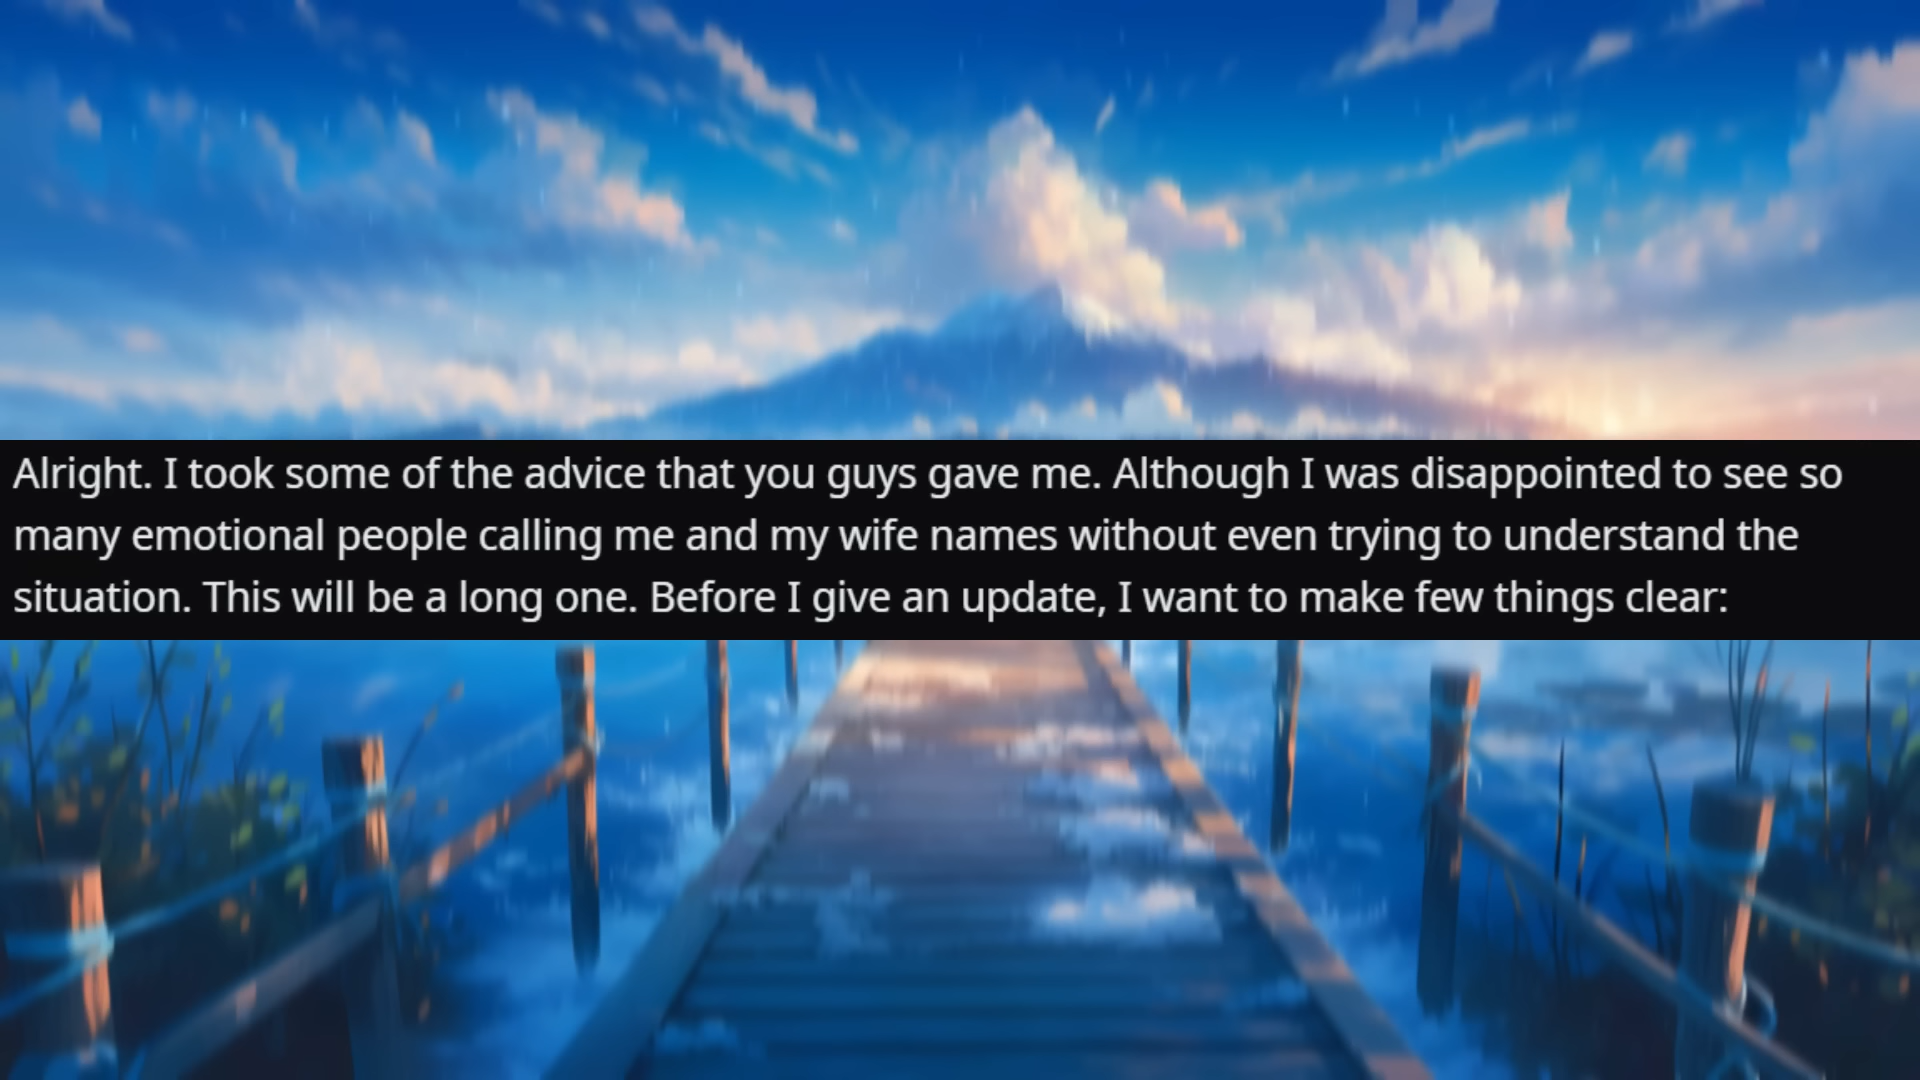 Alright. I took some of the advice that you guys gave me. Although I was disappointed to see so
many emotional people calling me and my wife names without even trying to understand the
situation. This will be a long one. Before I give an update, I want to make few things clear: